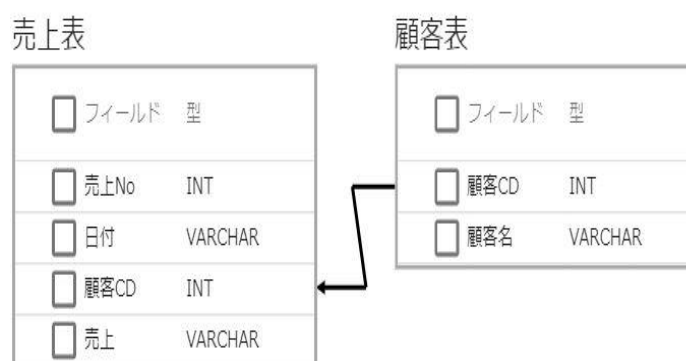 売上表
フィールド 型
売上No INT
日付 VARCHAR
顧客CD INT
売上 VARCHAR
顧客表
フィールド 型
顧客CD INT
顧客名 VARCHAR